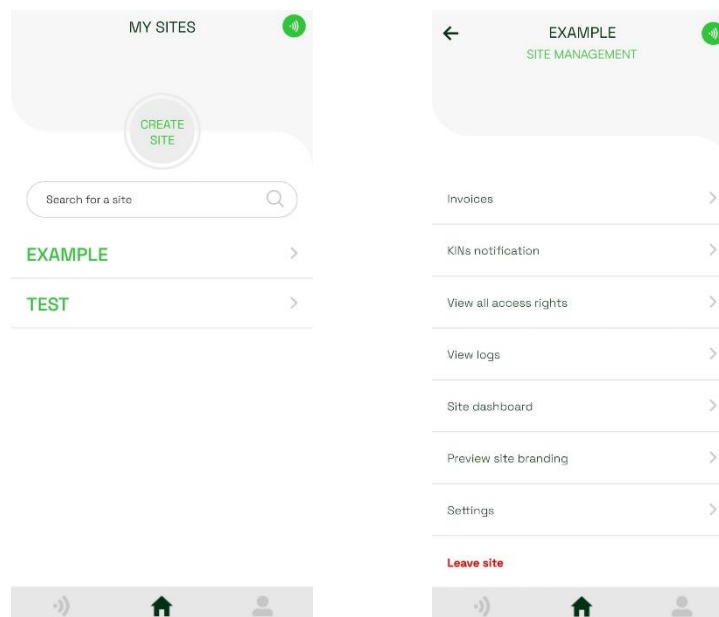 MY SITES
CREATE
SITE
Search for a site
EXAMPLE
TEST
EXAMPLE
SITE MANAGEMENT
Invoices
KINs notification
View all access rights
View logs
Site dashboard
Preview site branding
Settings
Leave site